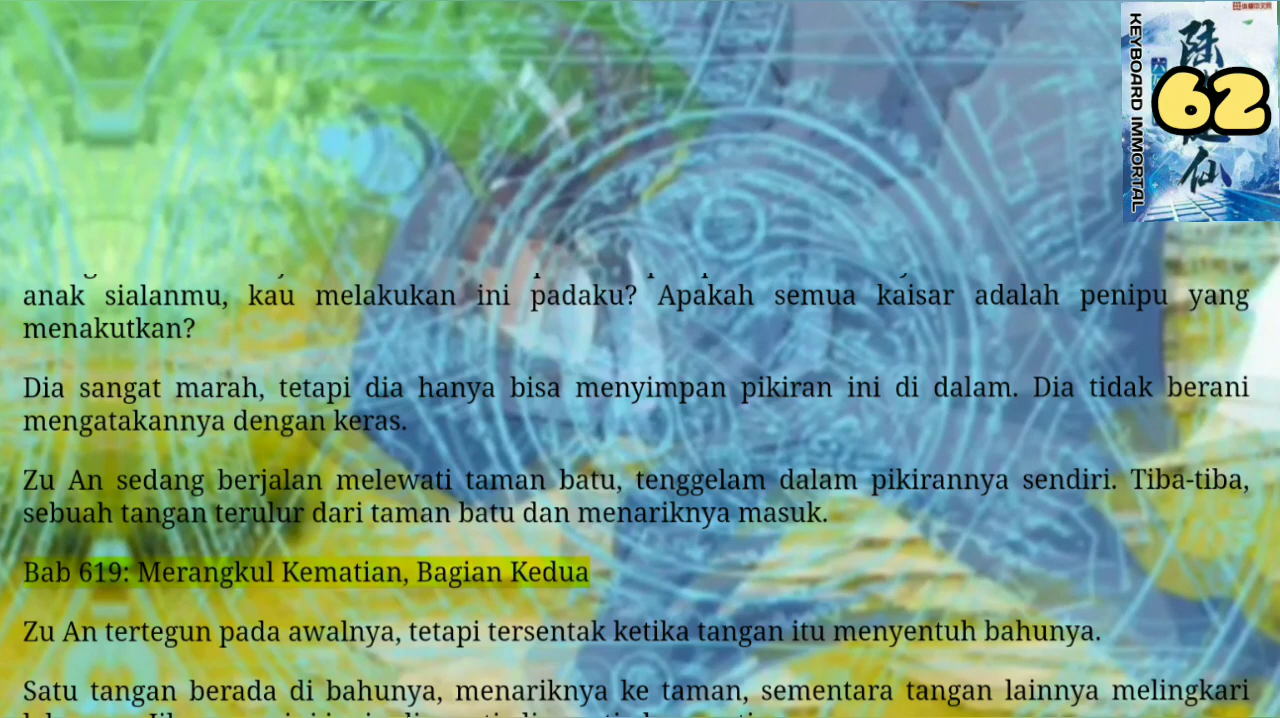 KEYBOARD IMMORTAL
62
仙
anak sialanmu, kau melakukan ini padaku? Apakah semua kaisar adalah penipu yang
menakutkan?
Dia sangat marah, tetapi dia hanya bisa menyimpan pikiran ini di dalam. Dia tidak berani
mengatakannya dengan keras.
Zu An sedang berjalan melewati taman batu, tenggelam dalam pikirannya sendiri. Tiba-tiba,
sebuah tangan terulur dari taman batu dan menariknya masuk.
Bab 619: Merangkul Kematian, Bagian Kedua
Zu An tertegun pada awalnya, tetapi tersentak ketika tangan itu menyentuh bahunya.
Satu tangan berada di bahunya, menariknya ke taman, sementara tangan lainnya melingkari